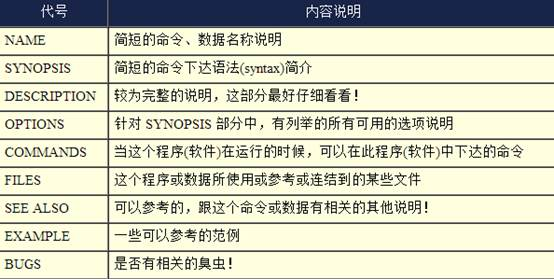 代号 内容说明
NAME 简短的命令、数据名称说明
SYNOPSIS 简短的命令下达语法(syntax)简介
DESCRIPTION 较为完整的说明，这部分最好仔细看看！
OPTIONS 针对 SYNOPSIS 部分中，有列举的所有可用的选项说明
COMMANDS 当这个程序(软件)在运行的时候，可以在此程序(软件)中下达的命令
FILES 这个程序或数据所使用或参考或连结到的某些文件
SEE ALSO 可以参考的，跟这个命令或数据有相关的其他说明！
EXAMPLE 一些可以参考的范例
BUGS 是否有相关的臭虫！